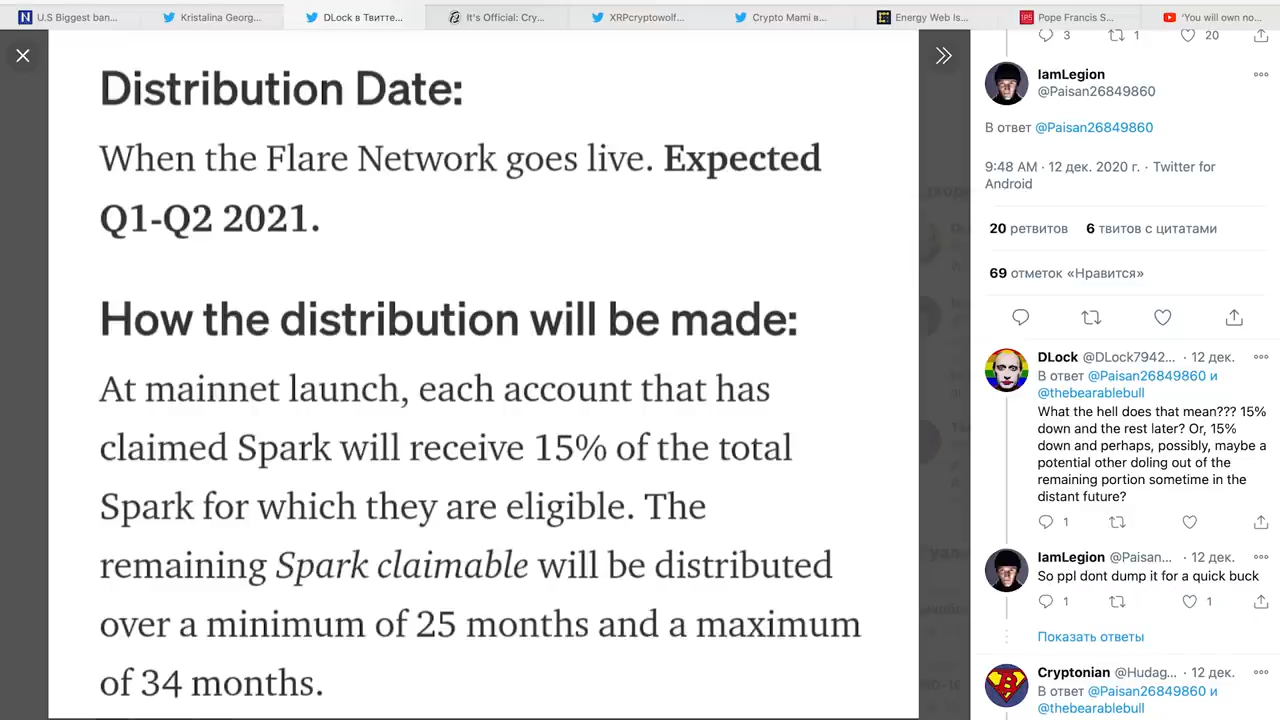 U.S Biggest ban...
Kristalina Georg...
DLock в Твитте...
It's Official: Cry...
XRPcryptowolf...
Crypto Mami в...
Energy Web Is...
Pope Francis S...
'You will own no...
Distribution Date:
When the Flare Network goes live. Expected
Q1-Q2 2021.
How the distribution will be made:
At mainnet launch, each account that has
claimed Spark will receive 15% of the total
Spark for which they are eligible. The
remaining Spark claimable will be distributed
over a minimum of 25 months and a maximum
of 34 months.
3 1 20
IamLegion
@Paisan26849860
В ответ @Paisan26849860
9:48 AM · 12 дек. 2020 г. · Twitter for
Android
20 ретвитов 6 твитов с цитатами
69 отметок «Нравится»
DLock @DLock7942... · 12 дек.
В ответ @Paisan26849860 и
@thebearablebull
What the hell does that mean??? 15%
down and the rest later? Or, 15%
down and perhaps, possibly, maybe a
potential other doling out of the
remaining portion sometime in the
distant future?
1
IamLegion @Paisan... · 12 дек.
So ppl dont dump it for a quick buck
1 1
Показать ответы
Cryptonian @Hudag... · 12 дек.
В ответ @Paisan26849860 и
@thebearablebull